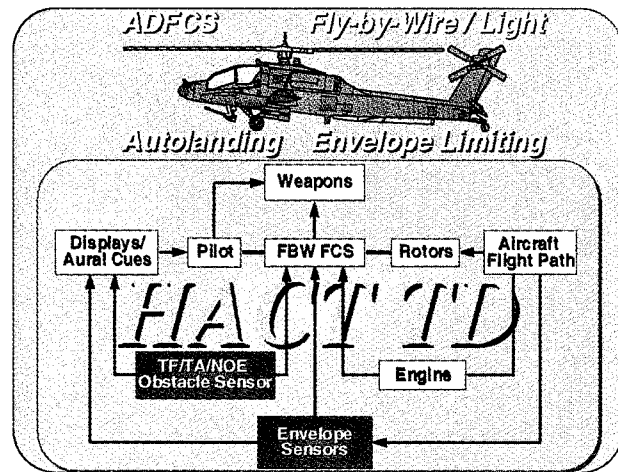 ADFCS Fly-by-Wire / Light
Autolanding Envelope Limiting
Weapons
Displays/
Aural Cues
Pilot
FBW FCS
Rotors
Aircraft
Flight Path
HACT TD
TF/TA/NOE
Obstacle Sensor
Engine
Envelope
Sensors